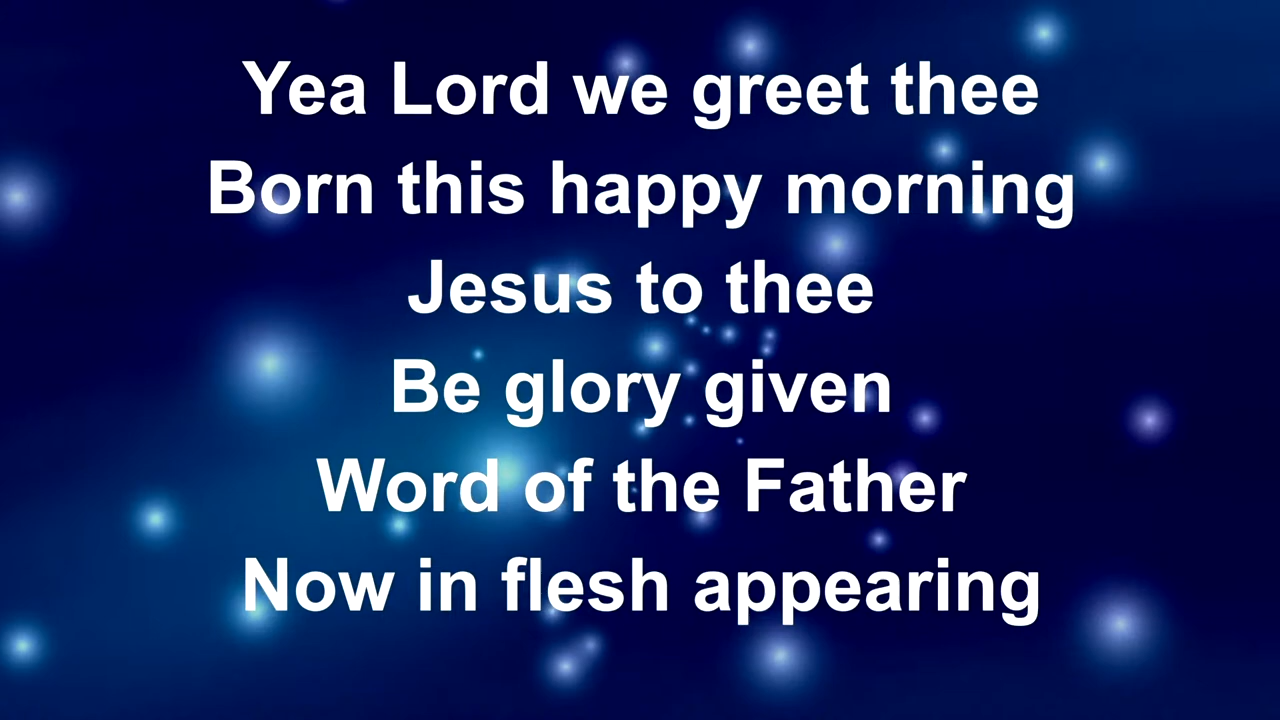 Yea Lord we greet thee
Born this happy morning
Jesus to thee
Be glory given
Word of the Father
Now in flesh appearing